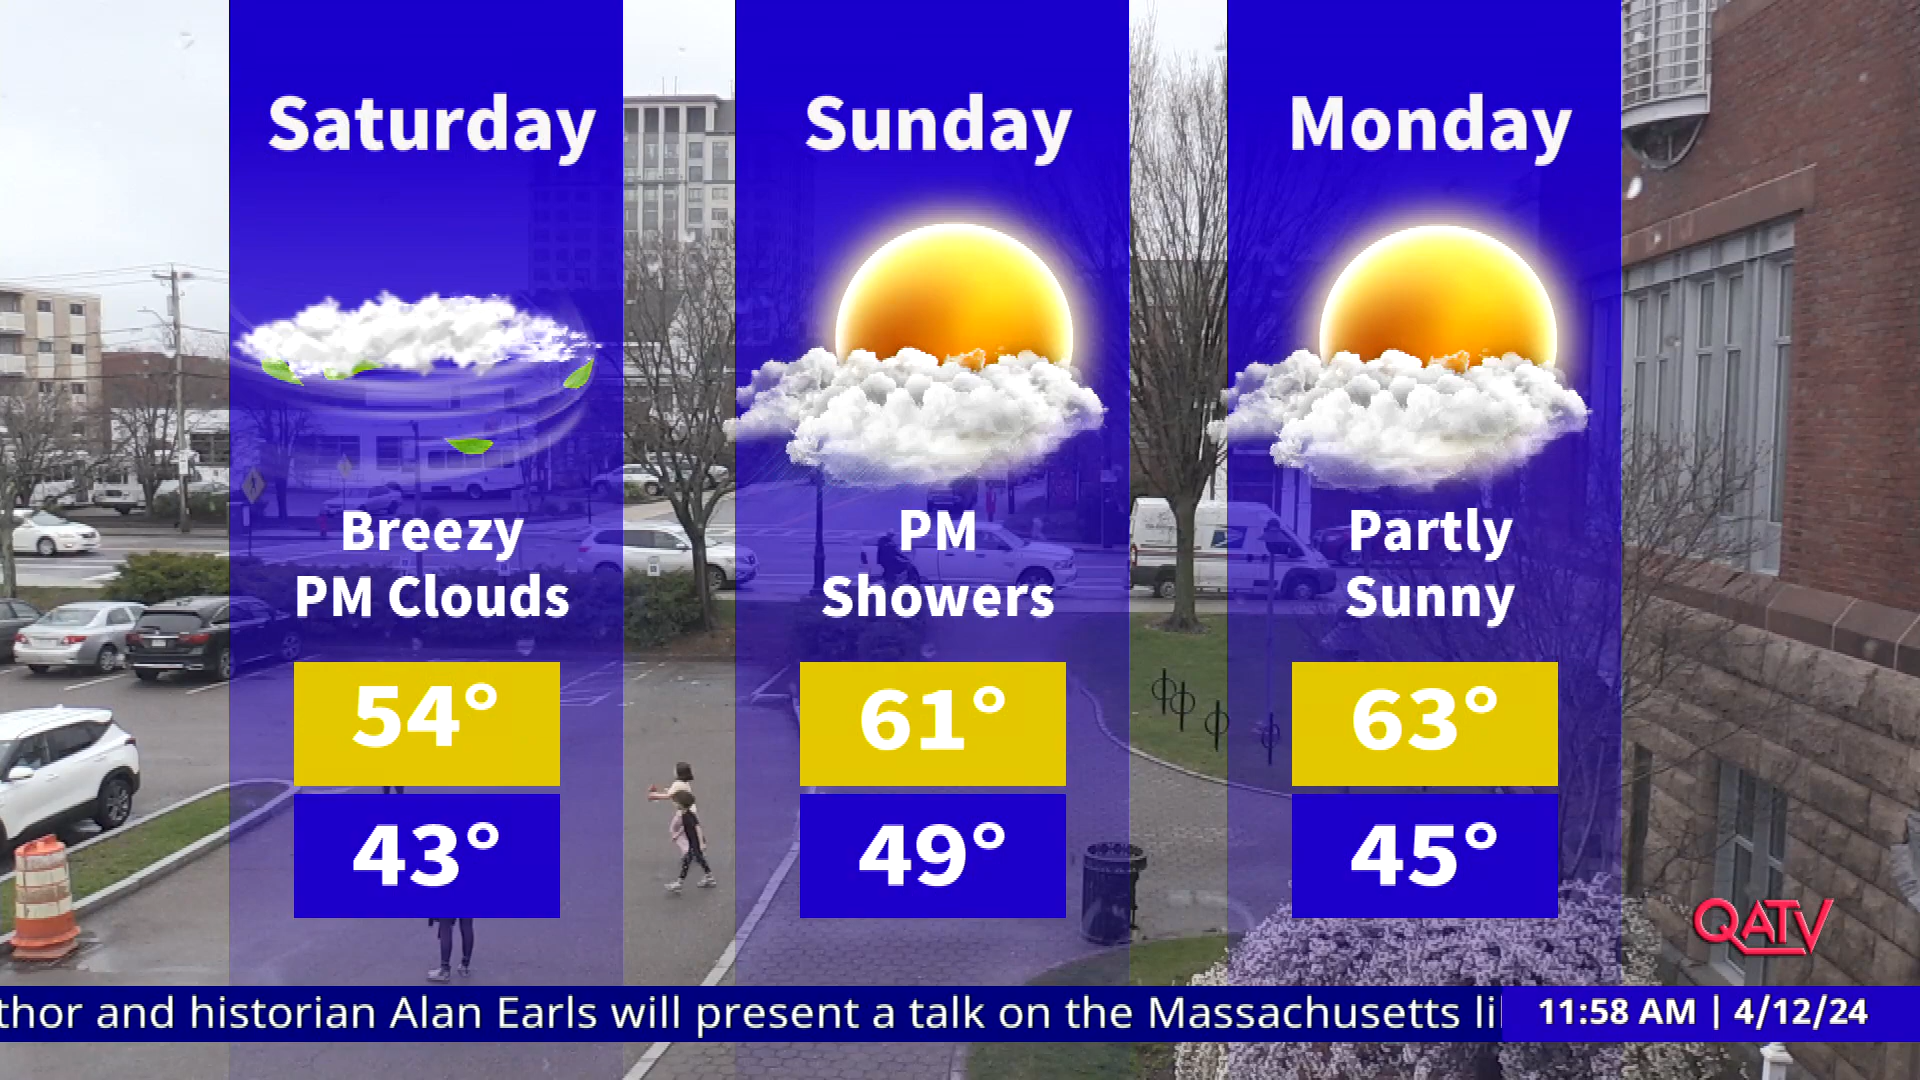 Saturday
Sunday
Monday
Breezy
PM Clouds
PM
Showers
Partly
Sunny
54°
61°
63°
43°
49°
45°
QATV
thor and historian Alan Earls will present a talk on the Massachusetts li
11:58 AM | 4/12/24